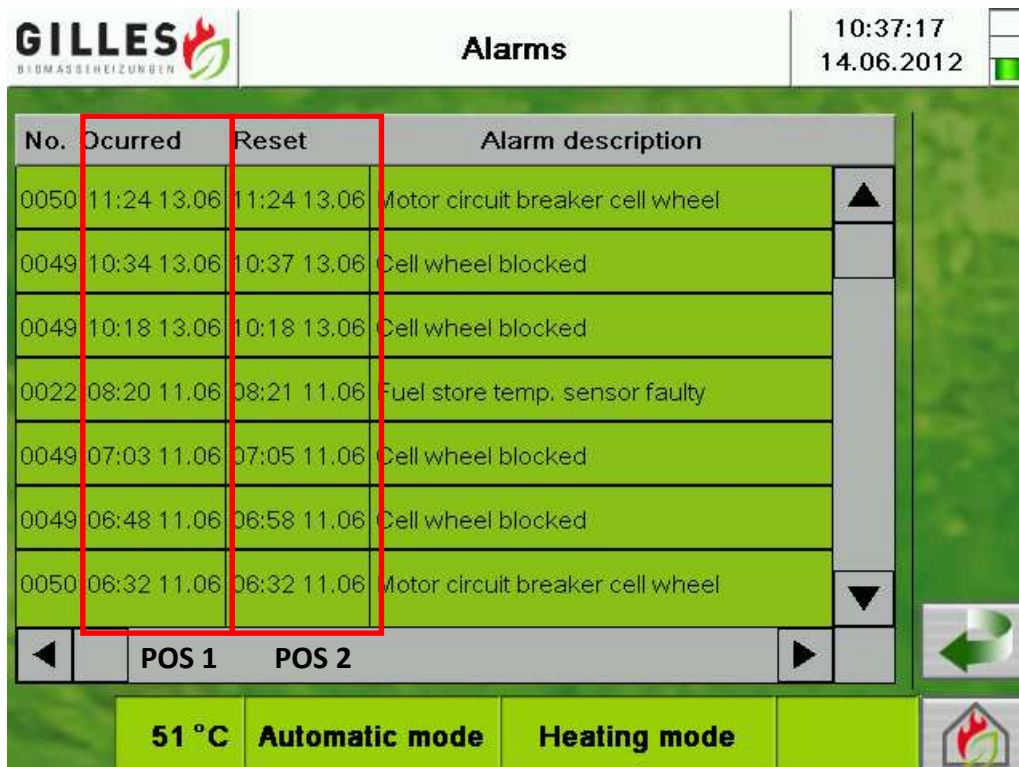 GILLES
BIOMASSEHEIZUNGEN
Alarms
10:37:17
14.06.2012
No. Ocurred Reset Alarm description
0050 11:24 13.06 11:24 13.06 Motor circuit breaker cell wheel
0049 10:34 13.06 10:37 13.06 Cell wheel blocked
0049 10:18 13.06 10:18 13.06 Cell wheel blocked
0022 08:20 11.06 08:21 11.06 Fuel store temp. sensor faulty
0049 07:03 11.06 07:05 11.06 Cell wheel blocked
0049 06:48 11.06 06:58 11.06 Cell wheel blocked
0050 06:32 11.06 06:32 11.06 Motor circuit breaker cell wheel
POS 1 POS 2
51 °C Automatic mode Heating mode